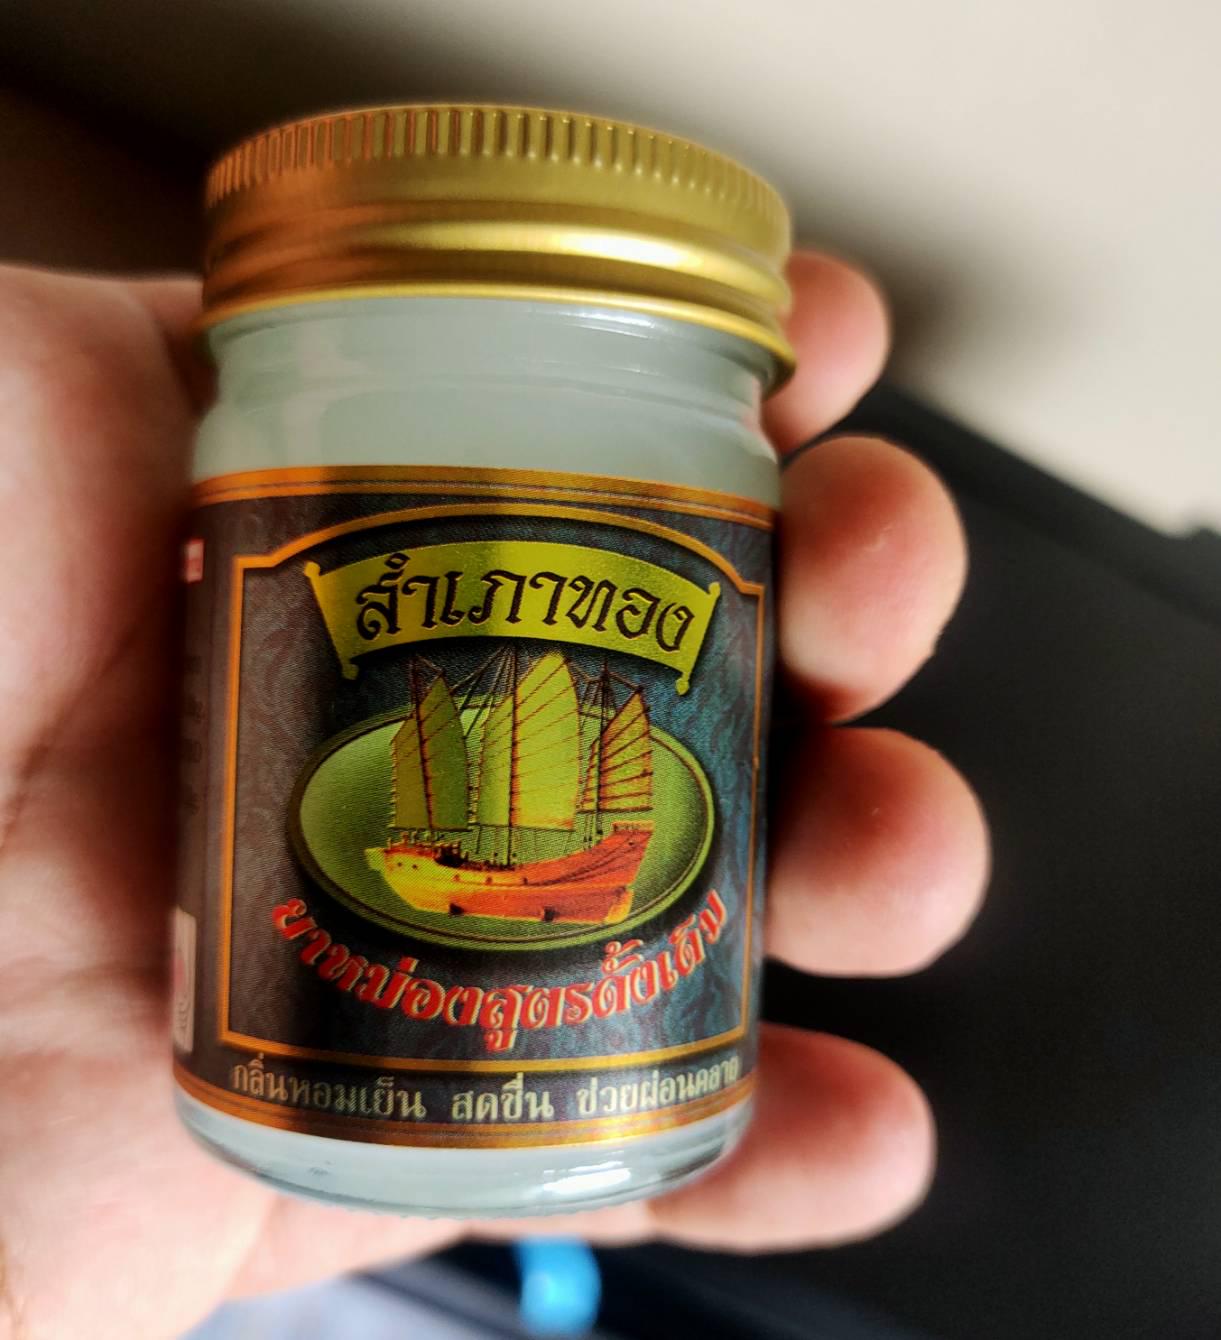 สำเภาทอง
ยาหม่องสูตรดั้งเดิม
กลิ่นหอมเย็น สดชื่น ช่วยผ่อนคลาย